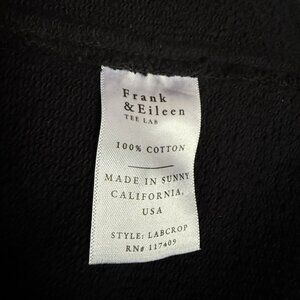 Frank
& Eileen
TEE LAB
100% COTTON
MADE IN SUNNY
CALIFORNIA,
USA
STYLE: LABCROP
RN# 117409